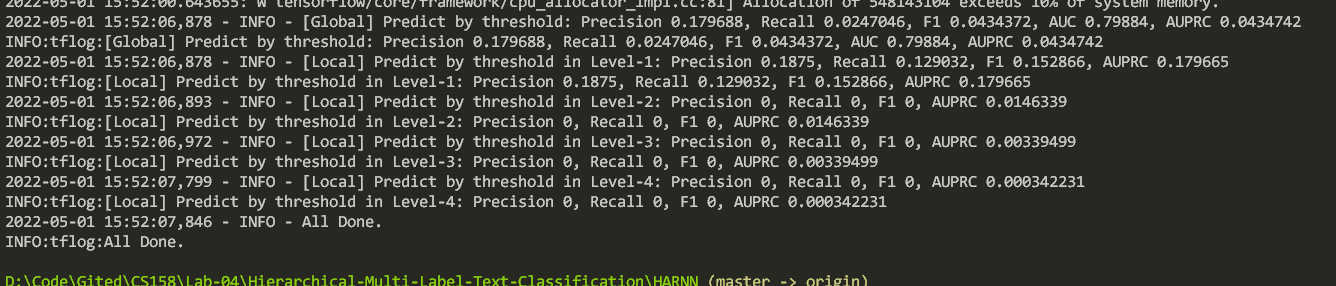 2022-05-01 15:52:00.643655: W tensorflow/core/framework/cpu_allocator_impl.cc:81] Allocation of 548143104 exceeds 10% of system memory.
2022-05-01 15:52:06,878 - INFO - [Global] Predict by threshold: Precision 0.179688, Recall 0.0247046, F1 0.0434372, AUC 0.79884, AUPRC 0.0434742
INFO:tflog:[Global] Predict by threshold: Precision 0.179688, Recall 0.0247046, F1 0.0434372, AUC 0.79884, AUPRC 0.0434742
2022-05-01 15:52:06,878 - INFO - [Local] Predict by threshold in Level-1: Precision 0.1875, Recall 0.129032, F1 0.152866, AUPRC 0.179665
INFO:tflog:[Local] Predict by threshold in Level-1: Precision 0.1875, Recall 0.129032, F1 0.152866, AUPRC 0.179665
2022-05-01 15:52:06,893 - INFO - [Local] Predict by threshold in Level-2: Precision 0, Recall 0, F1 0, AUPRC 0.0146339
INFO:tflog:[Local] Predict by threshold in Level-2: Precision 0, Recall 0, F1 0, AUPRC 0.0146339
2022-05-01 15:52:06,972 - INFO - [Local] Predict by threshold in Level-3: Precision 0, Recall 0, F1 0, AUPRC 0.00339499
INFO:tflog:[Local] Predict by threshold in Level-3: Precision 0, Recall 0, F1 0, AUPRC 0.00339499
2022-05-01 15:52:07,799 - INFO - [Local] Predict by threshold in Level-4: Precision 0, Recall 0, F1 0, AUPRC 0.000342231
INFO:tflog:[Local] Predict by threshold in Level-4: Precision 0, Recall 0, F1 0, AUPRC 0.000342231
2022-05-01 15:52:07,846 - INFO - All Done.
INFO:tflog:All Done.
D:\Code\Gited\CS158\Lab-04\Hierarchical-Multi-Label-Text-Classification\HARNN (master -> origin)